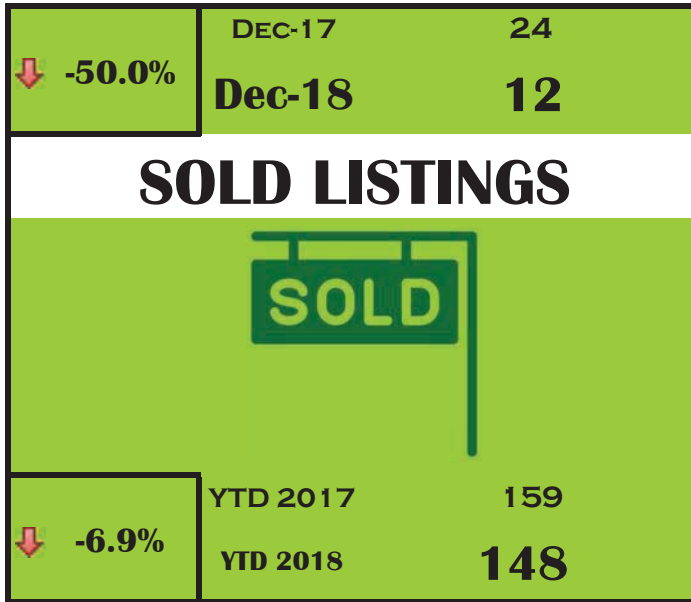 -50.0%
DEC-17 24
Dec-18 12
SOLD LISTINGS
SOLD
-6.9%
YTD 2017 159
YTD 2018 148